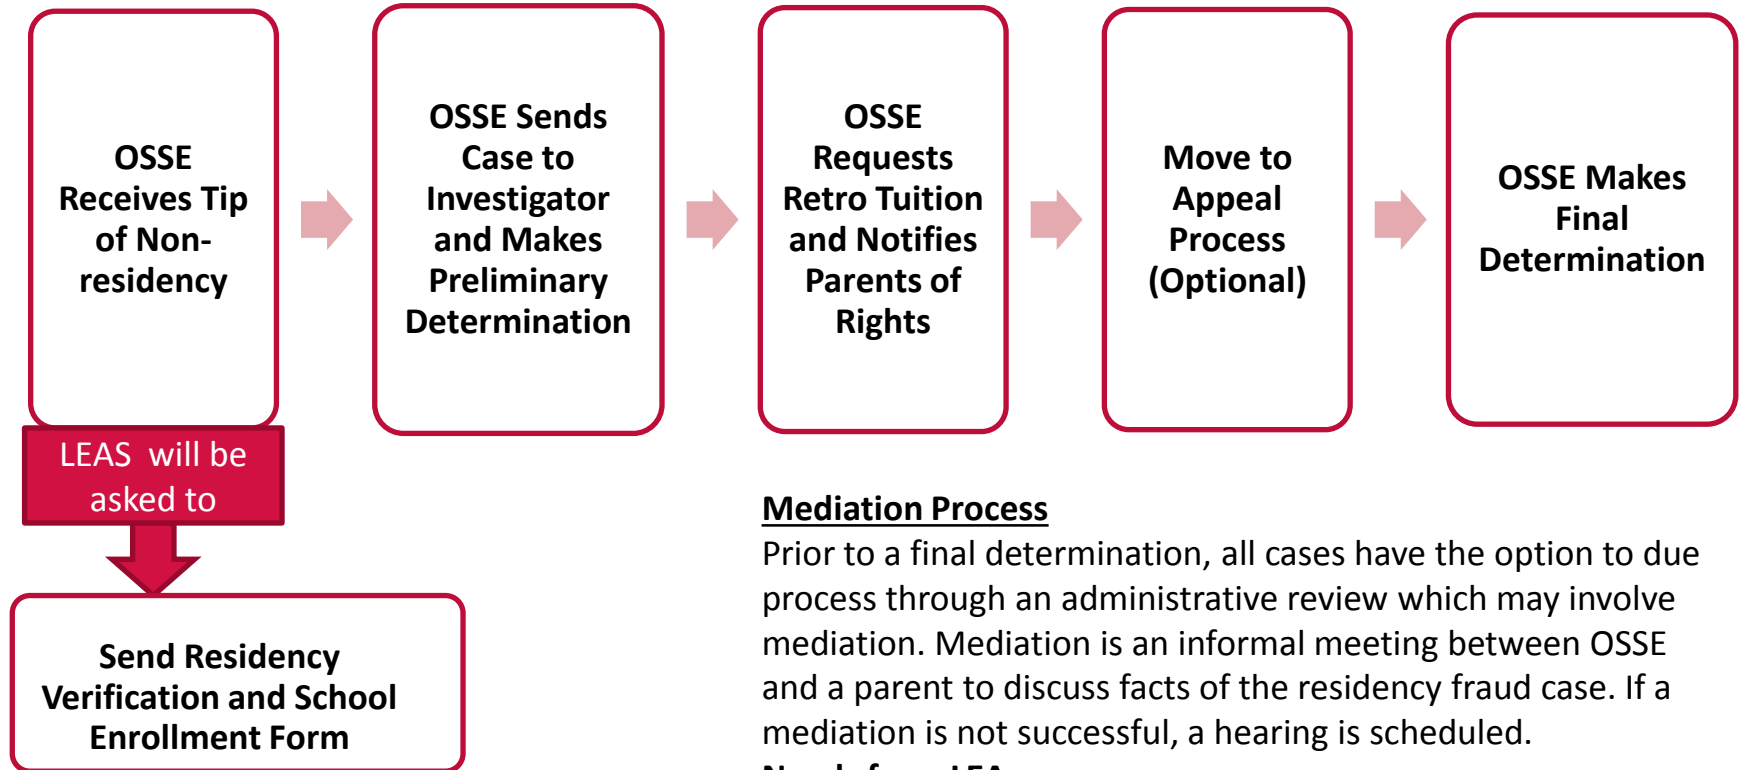 OSSE
Receives Tip
of Non-
residency
OSSE Sends
Case to
Investigator
and Makes
Preliminary
Determination
OSSE
Requests
Retro Tuition
and Notifies
Parents of
Rights
Move to
Appeal
Process
(Optional)
OSSE Makes
Final
Determination
LEAS will be
asked to
Send Residency
Verification and School
Enrollment Form
Mediation Process
Prior to a final determination, all cases have the option to due
process through an administrative review which may involve
mediation. Mediation is an informal meeting between OSSE
and a parent to discuss facts of the residency fraud case. If a
mediation is not successful, a hearing is scheduled.